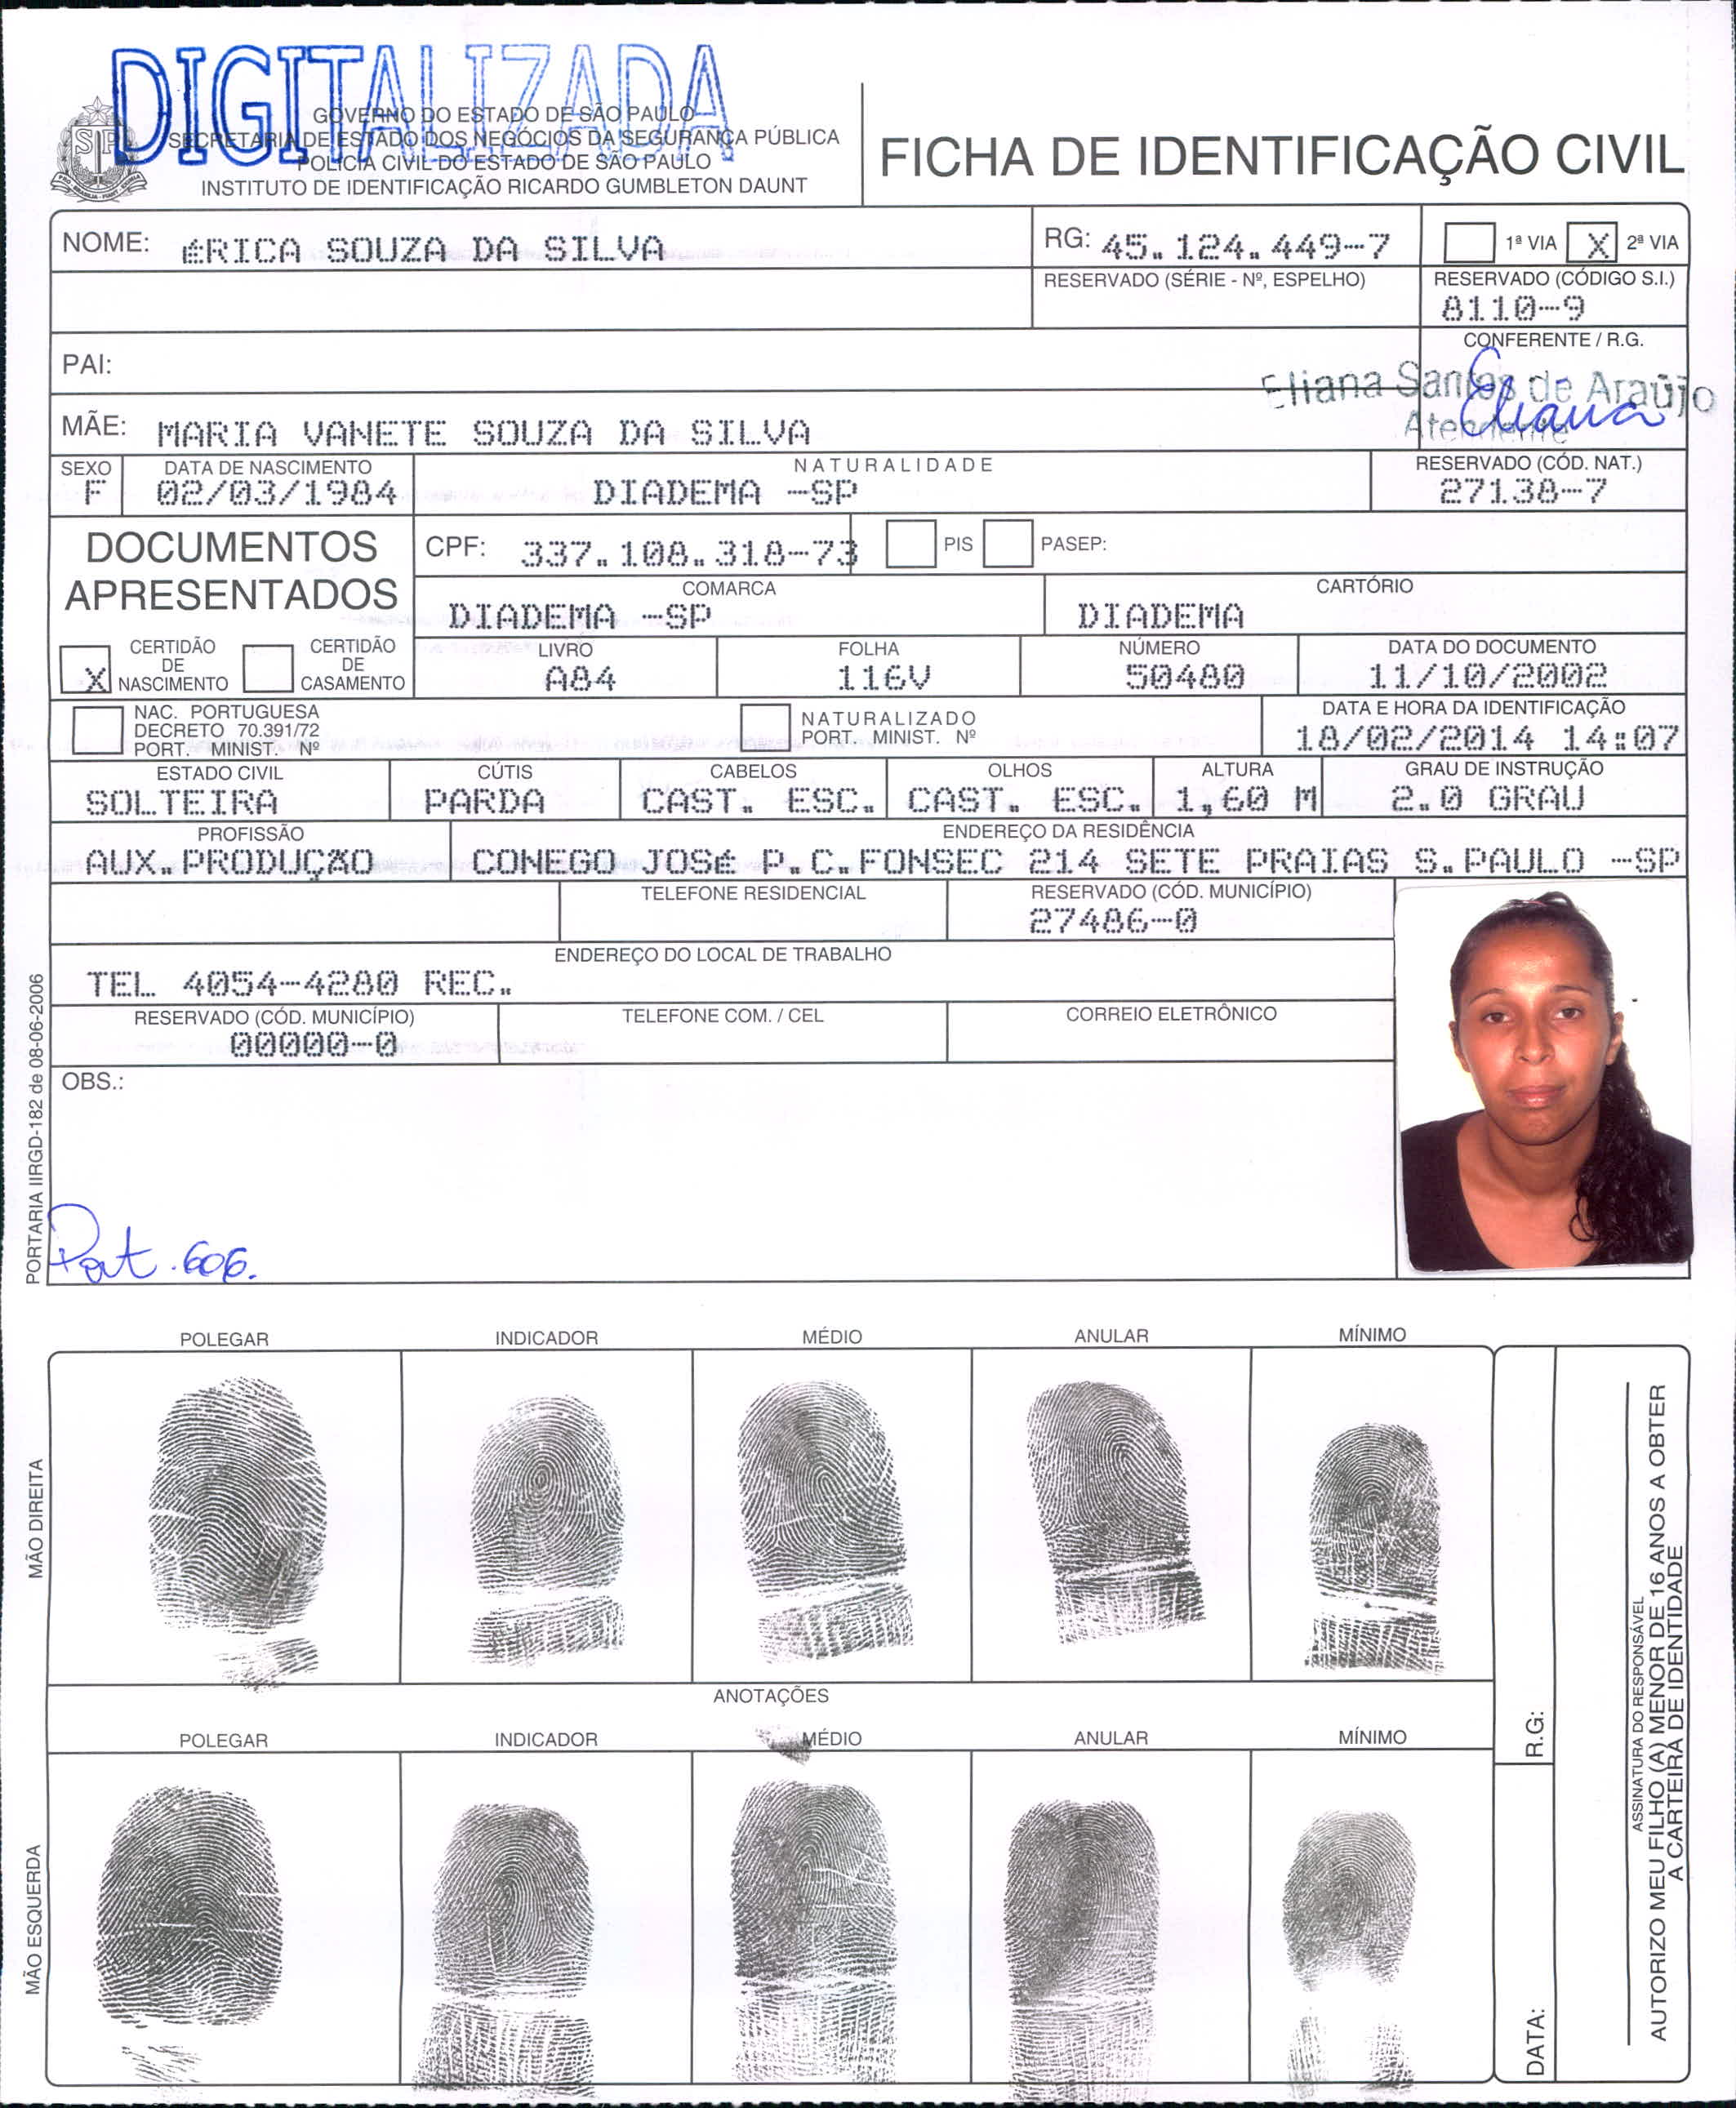 DIGITALIZADA
GOVERNO DO ESTADO DE SÃO PAULO
SECRETARIA DE ESTADO DOS NEGÓCIOS DA SEGURANÇA PÚBLICA
POLÍCIA CIVIL DO ESTADO DE SÃO PAULO
INSTITUTO DE IDENTIFICAÇÃO RICARDO GUMBLETON DAUNT
FICHA DE IDENTIFICAÇÃO CIVIL
NOME: éRICA SOUZA DA SILVA RG: 45.124.449-7 1ª VIA X 2ª VIA
RESERVADO (SÉRIE - Nº, ESPELHO) RESERVADO (CÓDIGO S.I.)
8110-9
PAI: CONFERENTE / R.G.
Eliana Santos de Araújo
Atendente
Eliana
MÃE: MARIA VANETE SOUZA DA SILVA
SEXO DATA DE NASCIMENTO NATURALIDADE RESERVADO (CÓD. NAT.)
F 02/03/1984 DIADEMA -SP 27138-7
DOCUMENTOS APRESENTADOS
CPF: 337.108.318-73 PIS PASEP:
COMARCA CARTÓRIO
DIADEMA -SP DIADEMA
X CERTIDÃO DE NASCIMENTO CERTIDÃO DE CASAMENTO
LIVRO FOLHA NÚMERO DATA DO DOCUMENTO
A84 116V 50480 11/10/2002
NAC. PORTUGUESA
DECRETO 70.391/72
PORT. MINIST. Nº
NATURALIZADO
PORT. MINIST. Nº
DATA E HORA DA IDENTIFICAÇÃO
18/02/2014 14:07
ESTADO CIVIL CÚTIS CABELOS OLHOS ALTURA GRAU DE INSTRUÇÃO
SOLTEIRA PARDA CAST. ESC. CAST. ESC. 1,60 M 2.0 GRAU
PROFISSÃO ENDEREÇO DA RESIDÊNCIA
AUX.PRODUÇÃO CONEGO JOSé P.C.FONSEC 214 SETE PRAIAS S.PAULO -SP
TELEFONE RESIDENCIAL RESERVADO (CÓD. MUNICÍPIO)
27486-0
ENDEREÇO DO LOCAL DE TRABALHO
TEL 4054-4280 REC.
RESERVADO (CÓD. MUNICÍPIO) TELEFONE COM. / CEL CORREIO ELETRÔNICO
00000-0
OBS.:
Port. 606.
PORTARIA IIRGD-182 de 08-06-2006
POLEGAR INDICADOR MÉDIO ANULAR MÍNIMO
MÃO DIREITA
ANOTAÇÕES
POLEGAR INDICADOR MÉDIO ANULAR MÍNIMO
MÃO ESQUERDA
R.G:
DATA:
ASSINATURA DO RESPONSÁVEL
AUTORIZO MEU FILHO (A) MENOR DE 16 ANOS A OBTER
A CARTEIRA DE IDENTIDADE